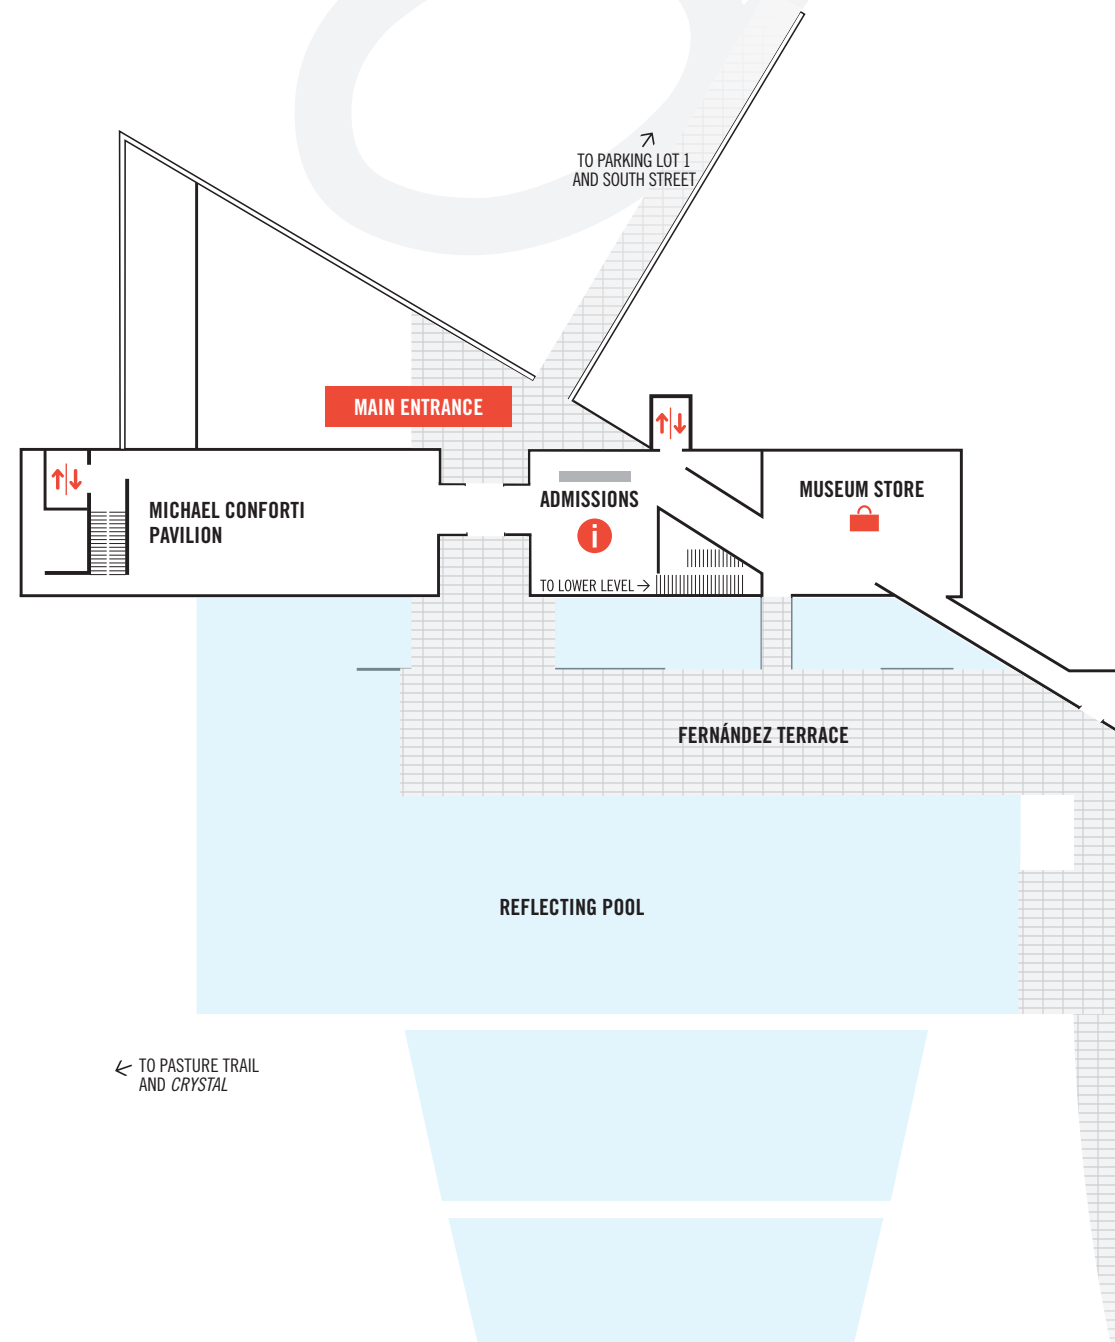 TO PARKING LOT 1
AND SOUTH STREET
MAIN ENTRANCE
MICHAEL CONFORTI
PAVILION
ADMISSIONS
i
MUSEUM STORE
TO LOWER LEVEL
FERNÁNDEZ TERRACE
REFLECTING POOL
TO PASTURE TRAIL
AND CRYSTAL